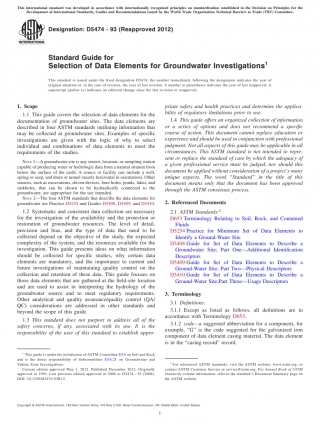 This international standard was developed in accordance with internationally recognized principles on standardization established in the Decision on Principles for the
Development of International Standards, Guides and Recommendations issued by the World Trade Organization Technical Barriers to Trade (TBT) Committee.
Designation: D5474 − 93 (Reapproved 2012)
Standard Guide for
Selection of Data Elements for Groundwater Investigations1
This standard is issued under the fixed designation D5474; the number immediately following the designation indicates the year of
original adoption or, in the case of revision, the year of last revision. A number in parentheses indicates the year of last reapproval. A
superscript epsilon (ε) indicates an editorial change since the last revision or reapproval.
1. Scope
1.1 This guide covers the selection of data elements for the
documentation of groundwater sites. The data elements are
described in four ASTM standards outlining information that
may be collected at groundwater sites. Examples of specific
investigations are given with the logic of why to select
individual and combinations of data elements to meet the
requirements of the studies.
NOTE 1—A groundwater site is any source, location, or sampling station
capable of producing water or hydrologic data from a natural stratum from
below the surface of the earth. A source or facility can include a well,
spring or seep, and drain or tunnel (nearly horizontal in orientation). Other
sources, such as excavations, driven devices, bore holes, ponds, lakes, and
sinkholes, that can be shown to be hydraulically connected to the
groundwater, are appropriate for the use intended.
NOTE 2—The four ASTM standards that describe the data elements for
groundwater are Practice D5254 and Guides D5408, D5409, and D5410.
1.2 Systematic and consistent data collection are necessary
for the investigation of the availability and the protection or
restoration of groundwater resources. The level of detail,
precision and bias, and the type of data that need to be
collected depend on the objective of the study, the expected
complexity of the system, and the resources available for the
investigation. This guide presents ideas on what information
should be collected for specific studies, why certain data
elements are mandatory, and the importance to current and
future investigations of maintaining quality control on the
collection and retention of those data. This guide focuses on
those data elements that are gathered at the field-site location
and are used to assist in interpreting the hydrology of the
groundwater source and to meet regulatory requirements.
Other analytical and quality assurance/quality control (QA/
QC) considerations are addressed in other standards and
beyond the scope of this guide.
1.3 This standard does not purport to address all of the
safety concerns, if any, associated with its use. It is the
responsibility of the user of this standard to establish appro-
1 This guide is under the jurisdiction of ASTM Committee D18 on Soil and Rock
and is the direct responsibility of Subcommittee D18.21 on Groundwater and
Vadose Zone Investigations.
Current edition approved May 1, 2012. Published December 2012. Originally
approved in 1993. Last previous edition approved in 2006 as D5474 – 93 (2006).
DOI: 10.1520/D5474-93R12.
priate safety and health practices and determine the applica-
bility of regulatory limitations prior to use.
1.4 This guide offers an organized collection of information
or a series of options and does not recommend a specific
course of action. This document cannot replace education or
experience and should be used in conjunction with professional
judgment. Not all aspects of this guide may be applicable in all
circumstances. This ASTM standard is not intended to repre-
sent or replace the standard of care by which the adequacy of
a given professional service must be judged, nor should this
document be applied without consideration of a project's many
unique aspects. The word “Standard” in the title of this
document means only that the document has been approved
through the ASTM consensus process.
2. Referenced Documents
2.1 ASTM Standards:2
D653 Terminology Relating to Soil, Rock, and Contained
Fluids
D5254 Practice for Minimum Set of Data Elements to
Identify a Ground-Water Site
D5408 Guide for Set of Data Elements to Describe a
Groundwater Site; Part One—Additional Identification
Descriptors
D5409 Guide for Set of Data Elements to Describe a
Ground-Water Site; Part Two—Physical Descriptors
D5410 Guide for Set of Data Elements to Describe a
Ground-Water Site;Part Three—Usage Descriptors
3. Terminology
3.1 Definitions:
3.1.1 Except as listed as follows, all definitions are in
accordance with Terminology D653.
3.1.2 code—a suggested abbreviation for a component, for
example, “G” is the code suggested for the galvanized iron
component of data element casing material. The data element
is in the “casing record” record.
2 For referenced ASTM standards, visit the ASTM website, www.astm.org, or
contact ASTM Customer Service at service@astm.org. For Annual Book of ASTM
Standards volume information, refer to the standard's Document Summary page on
the ASTM website.
Copyright © ASTM International, 100 Barr Harbor Drive, PO Box C700, West Conshohocken, PA 19428-2959. United States
1